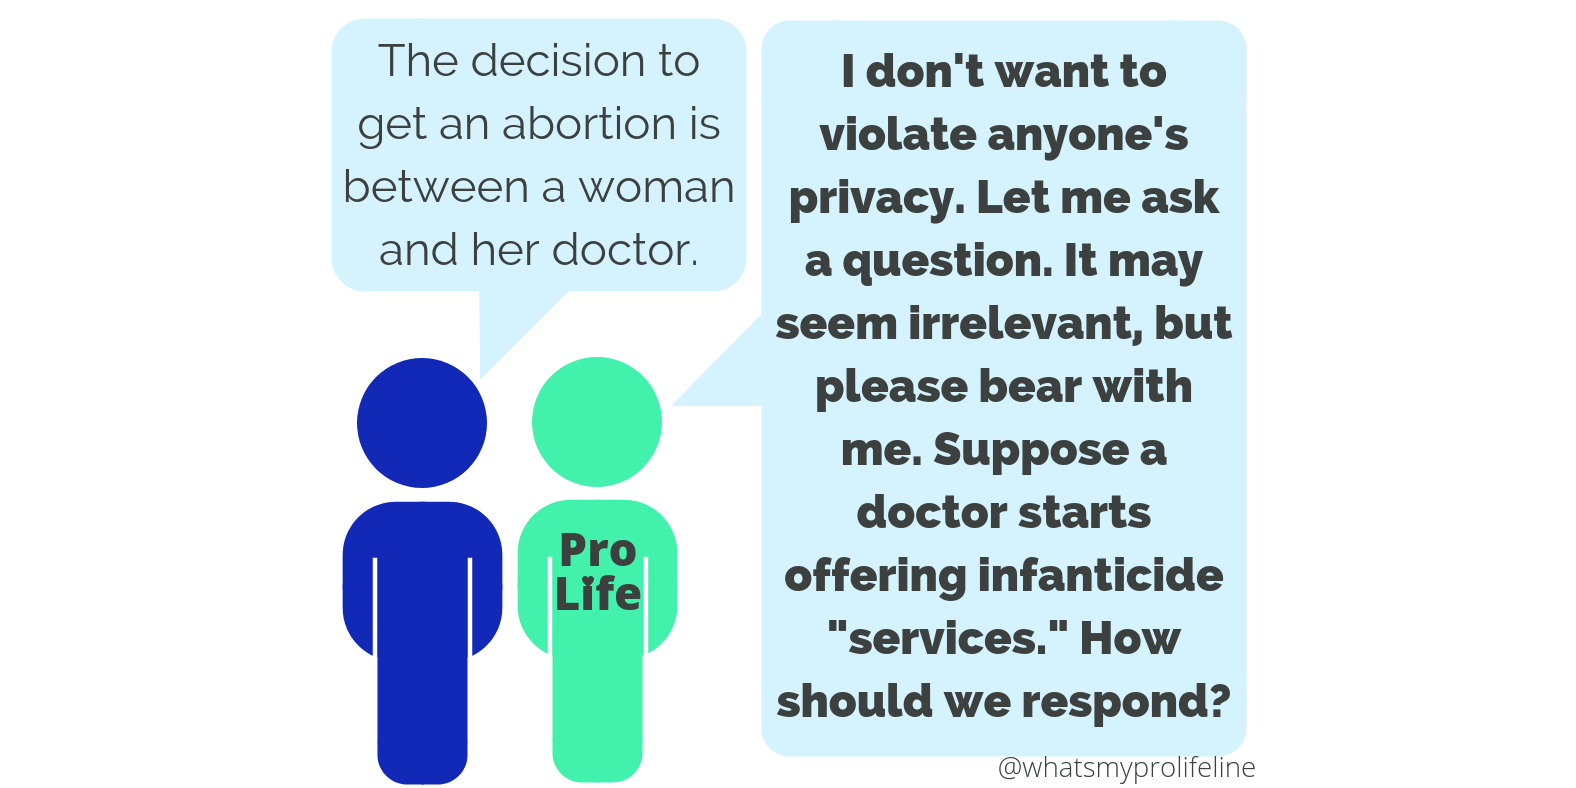 The decision to
get an abortion is
between a woman
and her doctor.
I don't want to
violate anyone's
privacy. Let me ask
a question. It may
seem irrelevant, but
please bear with
me. Suppose a
doctor starts
offering infanticide
"services." How
should we respond?
Pro
Life
@whatsmyprolifeline